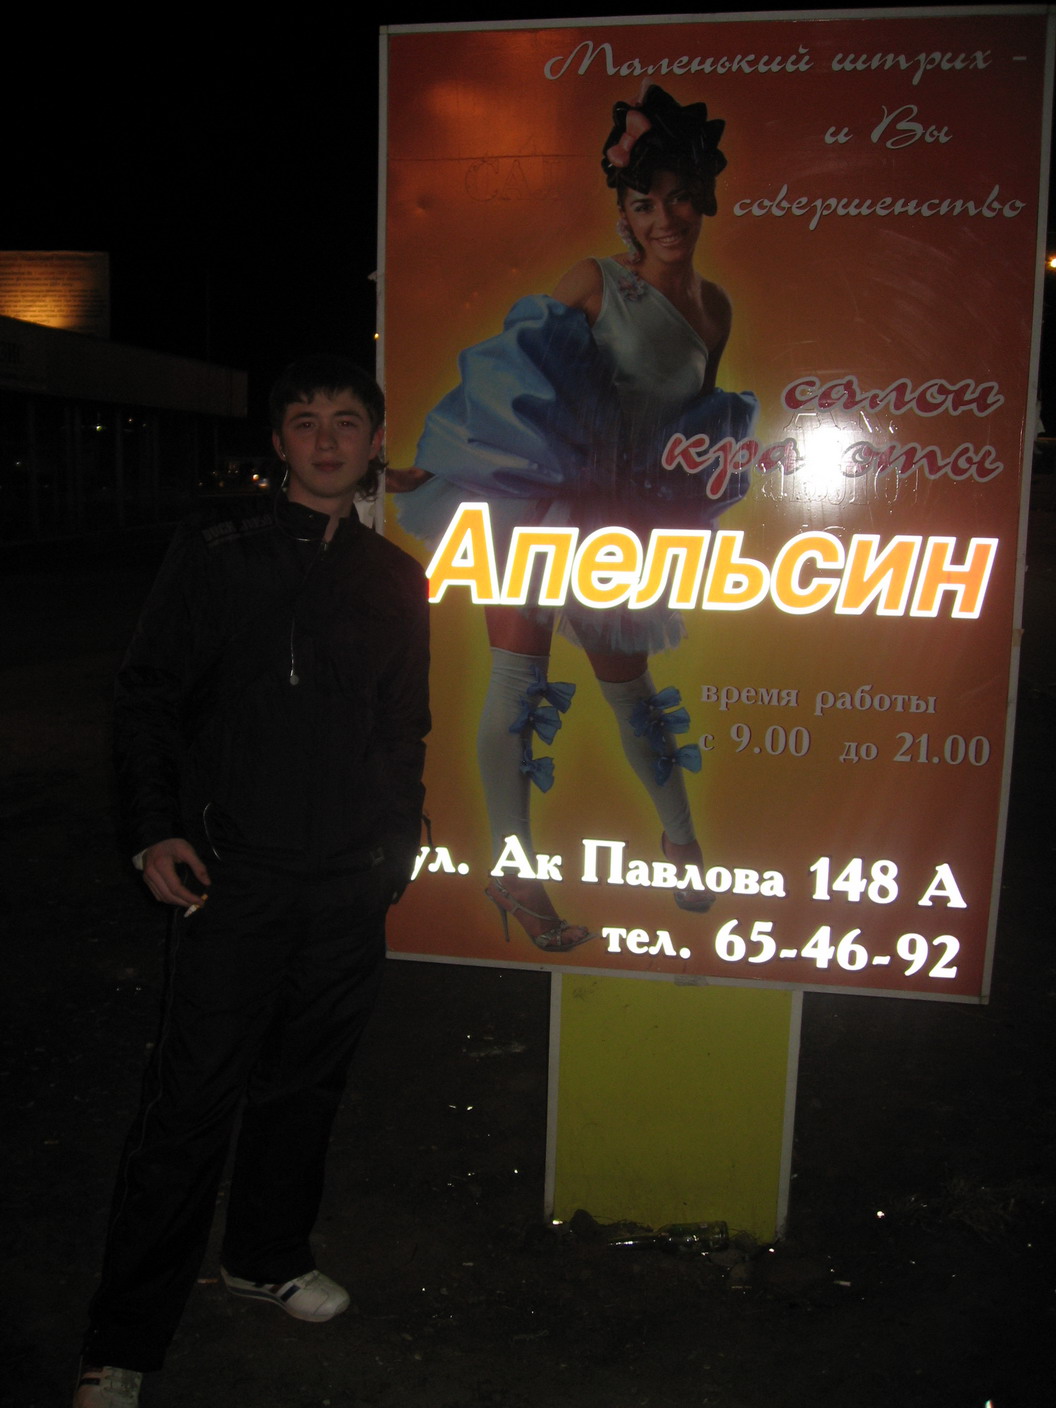 Маленький штрих -
и Вы
совершенство
салон
красоты
Апельсин
время работы
с 9.00 до 21.00
ул. Ак Павлова 148 А
тел. 65-46-92